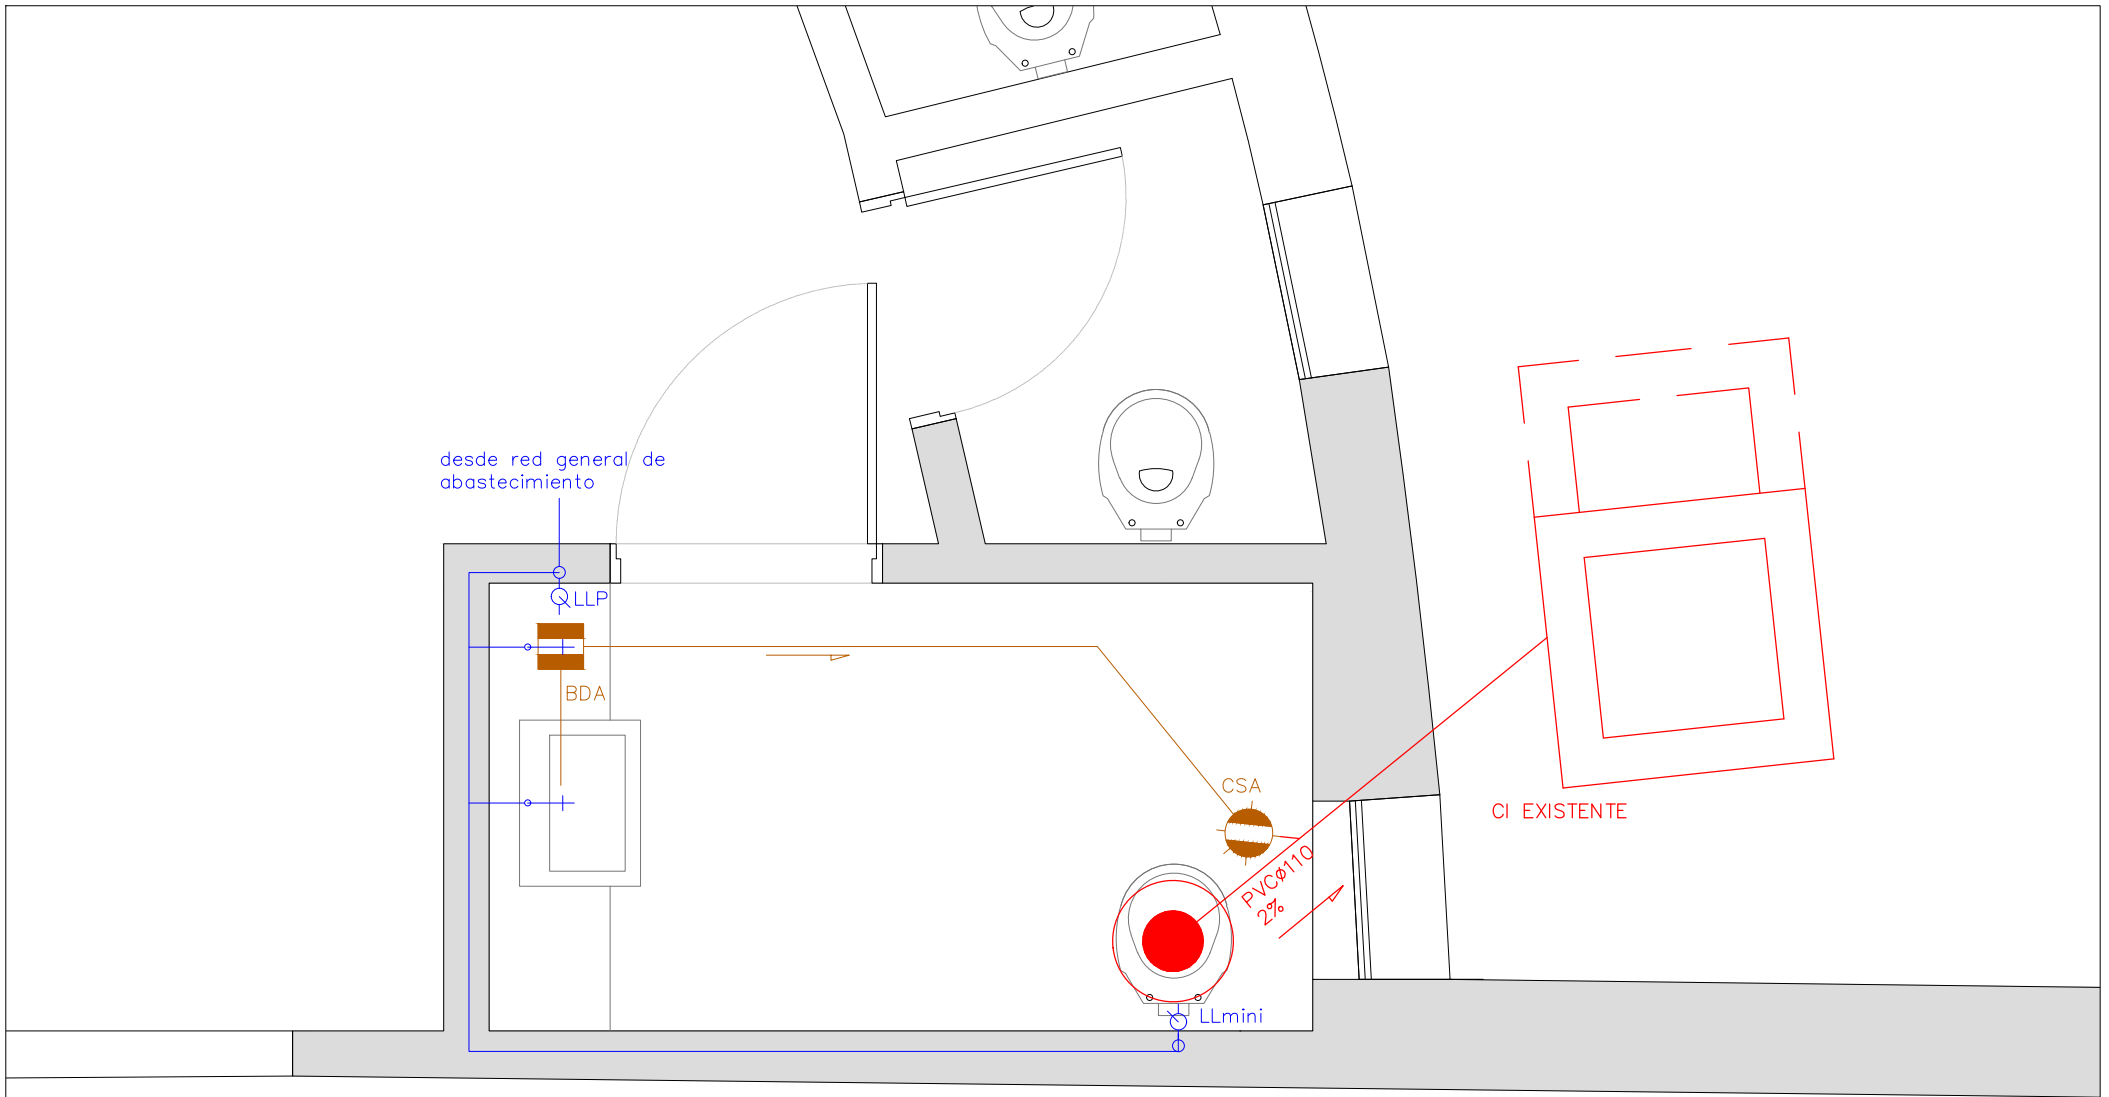 desde red general de
abastecimiento
LLP
BDA
CSA
CI EXISTENTE
PVCø110
2%
LLmini